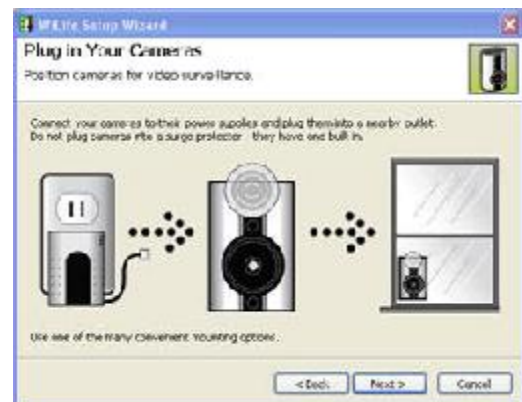 WiLife Setup Wizard
Plug in Your Cameras
Position cameras for video surveillance.
Connect your cameras to their power supplies and plug them into a nearby outlet.
Do not plug cameras into a surge protector they have one built in.
Use one of the many convenient mounting options.
< Back
Next >
Cancel